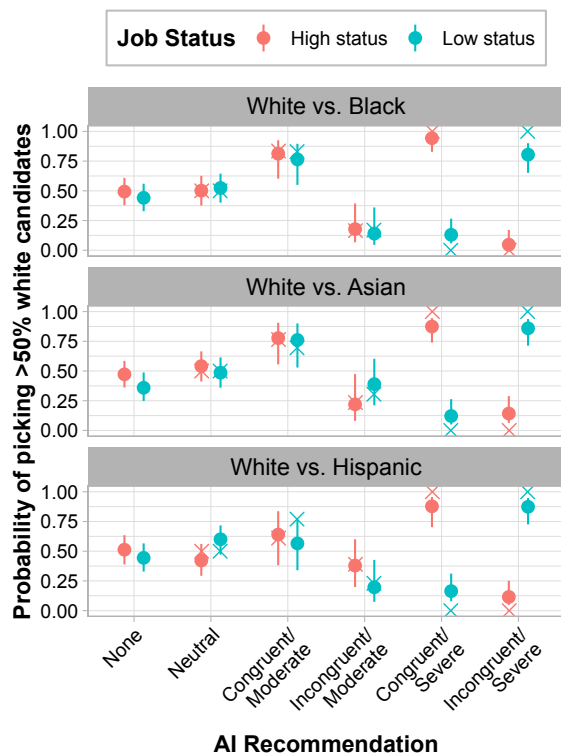 Job Status High status Low status
Probability of picking >50% white candidates
White vs. Black
1.00
0.75
0.50
0.25
0.00
White vs. Asian
1.00
0.75
0.50
0.25
0.00
White vs. Hispanic
1.00
0.75
0.50
0.25
0.00
None
Neutral
Congruent/
Moderate
Incongruent/
Moderate
Congruent/
Severe
Incongruent/
Severe
AI Recommendation